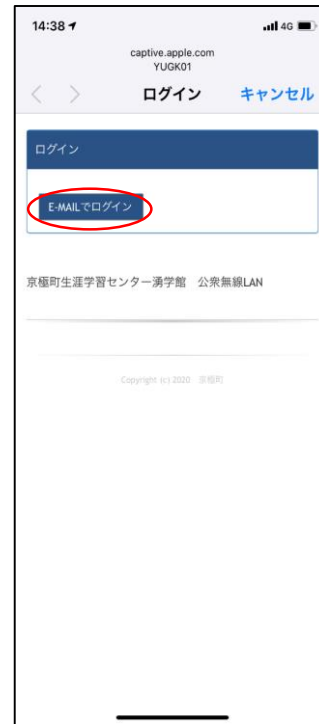 14:38
4G
captive.apple.com
YUGK01
ログイン
キャンセル
ログイン
E-MAILでログイン
京極町生涯学習センター湧学館　公衆無線LAN
Copyright (c) 2020　京極町